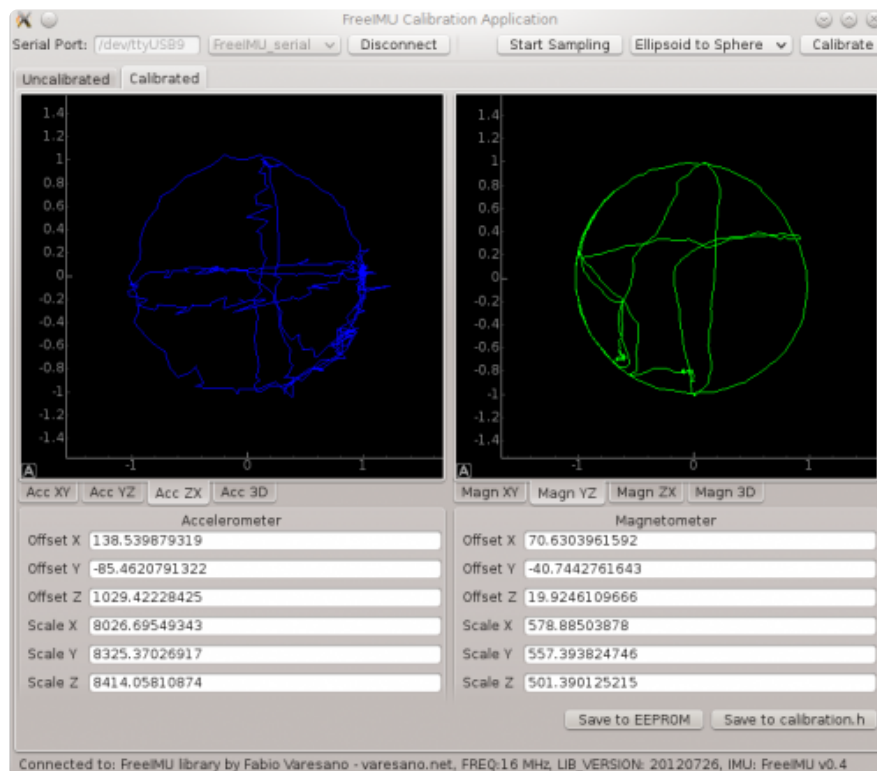 FreeIMU Calibration Application
Serial Port: /dev/ttyUSB9 FreeIMU_serial Disconnect Start Sampling Ellipsoid to Sphere Calibrate
Uncalibrated Calibrated
1.4
1.2
1
0.8
0.6
0.4
0.2
0
-0.2
-0.4
-0.6
-0.8
-1
-1.2
-1.4
-1 0 1
A
1.4
1.2
1
0.8
0.6
0.4
0.2
0
-0.2
-0.4
-0.6
-0.8
-1
-1.2
-1.4
-1 0 1
A
Acc XY Acc YZ Acc ZX Acc 3D
Magn XY Magn YZ Magn ZX Magn 3D
Accelerometer
Offset X 138.539879319
Offset Y -85.4620791322
Offset Z 1029.42228425
Scale X 8026.69549343
Scale Y 8325.37026917
Scale Z 8414.05810874
Magnetometer
Offset X 70.6303961592
Offset Y -40.7442761643
Offset Z 19.9246109666
Scale X 578.88503878
Scale Y 557.393824746
Scale Z 501.390125215
Save to EEPROM Save to calibration.h
Connected to: FreeIMU library by Fabio Varesano - varesano.net, FREQ:16 MHz, LIB_VERSION: 20120726, IMU: FreeIMU v0.4